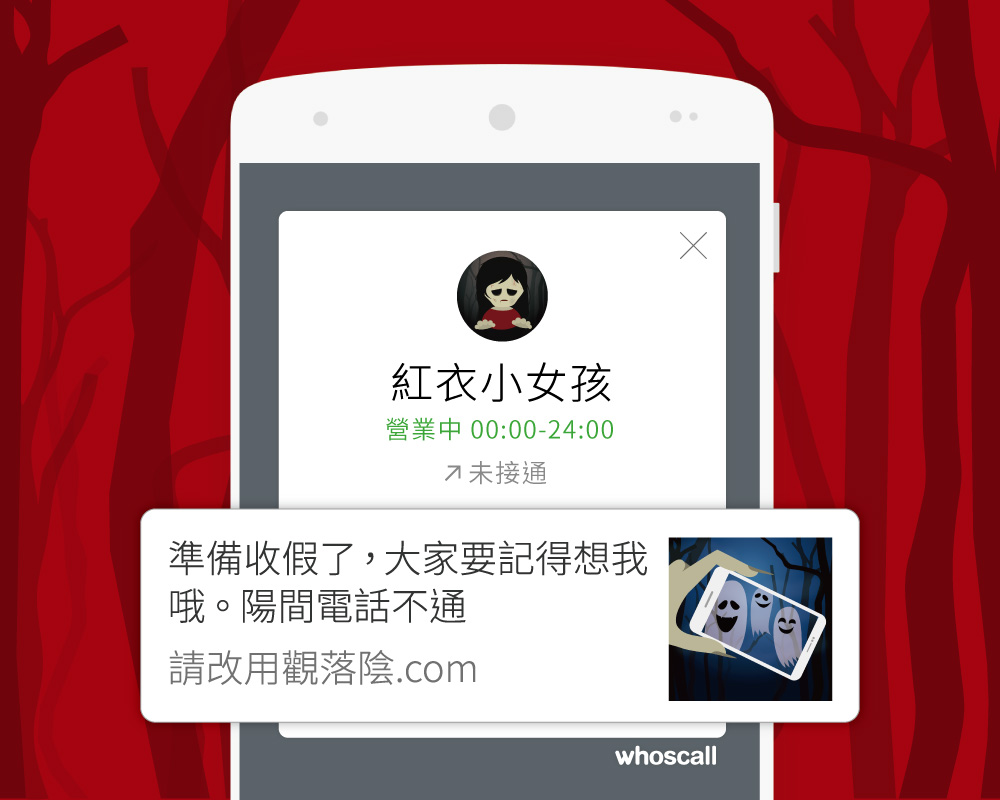 紅衣小女孩
營業中 00:00-24:00
未接通
準備收假了，大家要記得想我
哦。陽間電話不通
請改用觀落陰.com
whoscall